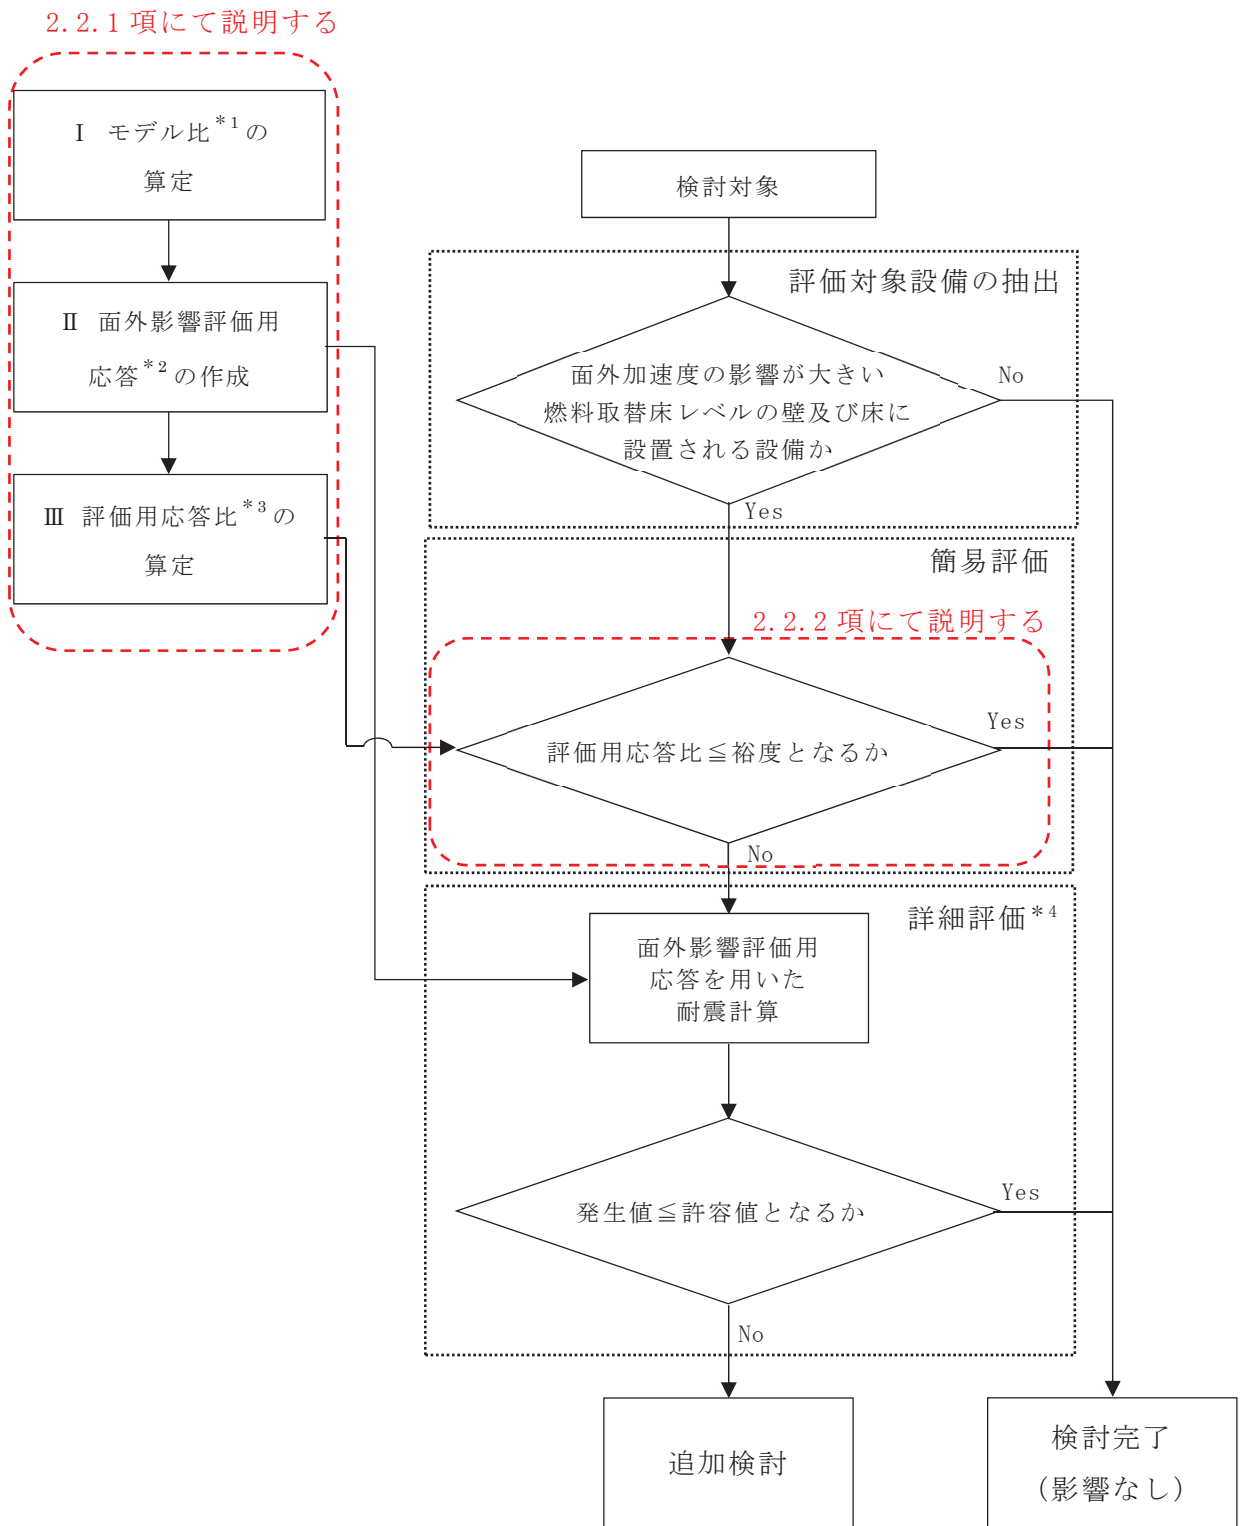 2.2.1 項にて説明する
Ⅰ モデル比*1の
算定
Ⅱ 面外影響評価用
応答*2の作成
Ⅲ 評価用応答比*3の
算定
検討対象
評価対象設備の抽出
面外加速度の影響が大きい
燃料取替床レベルの壁及び床に
設置される設備か
No
Yes
簡易評価
2.2.2 項にて説明する
評価用応答比≦裕度となるか
Yes
No
詳細評価*4
面外影響評価用
応答を用いた
耐震計算
発生値≦許容値となるか
Yes
No
追加検討
検討完了
（影響なし）